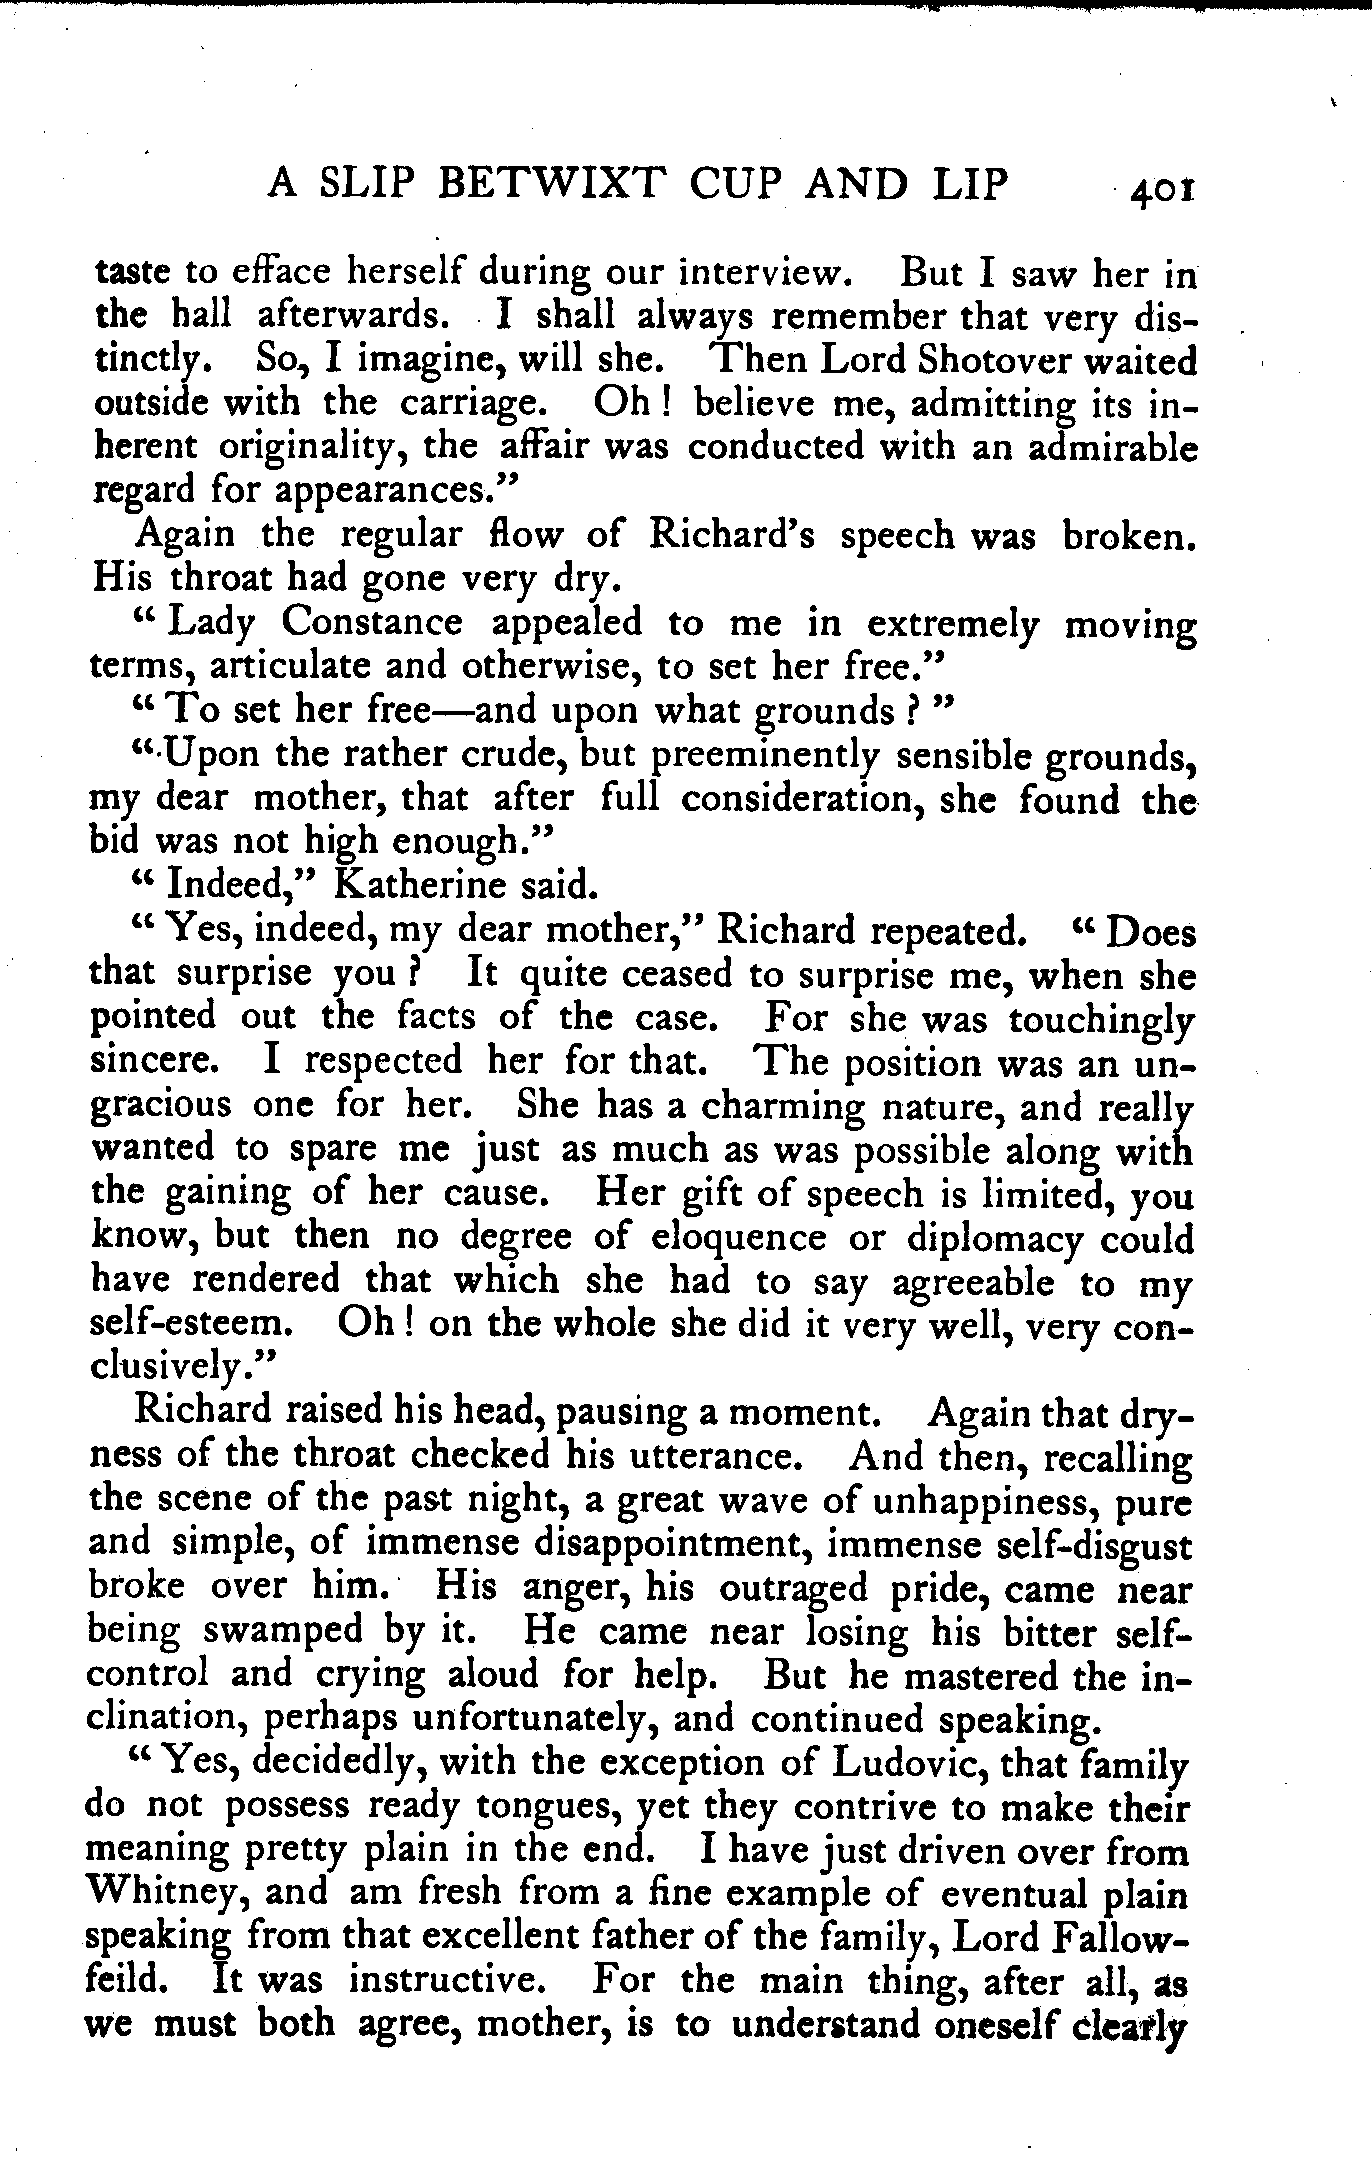 A SLIP BETWIXT CUP AND LIP 401
taste to efface herself during our interview. But I saw her in
the hall afterwards. I shall always remember that very dis-
tinctly. So, I imagine, will she. Then Lord Shotover waited
outside with the carriage. Oh! believe me, admitting its in-
herent originality, the affair was conducted with an admirable
regard for appearances."
Again the regular flow of Richard's speech was broken.
His throat had gone very dry.
"Lady Constance appealed to me in extremely moving
terms, articulate and otherwise, to set her free."
"To set her free—and upon what grounds?"
"Upon the rather crude, but preeminently sensible grounds,
my dear mother, that after full consideration, she found the
bid was not high enough."
"Indeed," Katherine said.
"Yes, indeed, my dear mother," Richard repeated. "Does
that surprise you? It quite ceased to surprise me, when she
pointed out the facts of the case. For she was touchingly
sincere. I respected her for that. The position was an un-
gracious one for her. She has a charming nature, and really
wanted to spare me just as much as was possible along with
the gaining of her cause. Her gift of speech is limited, you
know, but then no degree of eloquence or diplomacy could
have rendered that which she had to say agreeable to my
self-esteem. Oh! on the whole she did it very well, very con-
clusively."
Richard raised his head, pausing a moment. Again that dry-
ness of the throat checked his utterance. And then, recalling
the scene of the past night, a great wave of unhappiness, pure
and simple, of immense disappointment, immense self-disgust
broke over him. His anger, his outraged pride, came near
being swamped by it. He came near losing his bitter self-
control and crying aloud for help. But he mastered the in-
clination, perhaps unfortunately, and continued speaking.
"Yes, decidedly, with the exception of Ludovic, that family
do not possess ready tongues, yet they contrive to make their
meaning pretty plain in the end. I have just driven over from
Whitney, and am fresh from a fine example of eventual plain
speaking from that excellent father of the family, Lord Fallow-
feild. It was instructive. For the main thing, after all, as
we must both agree, mother, is to understand oneself clearly